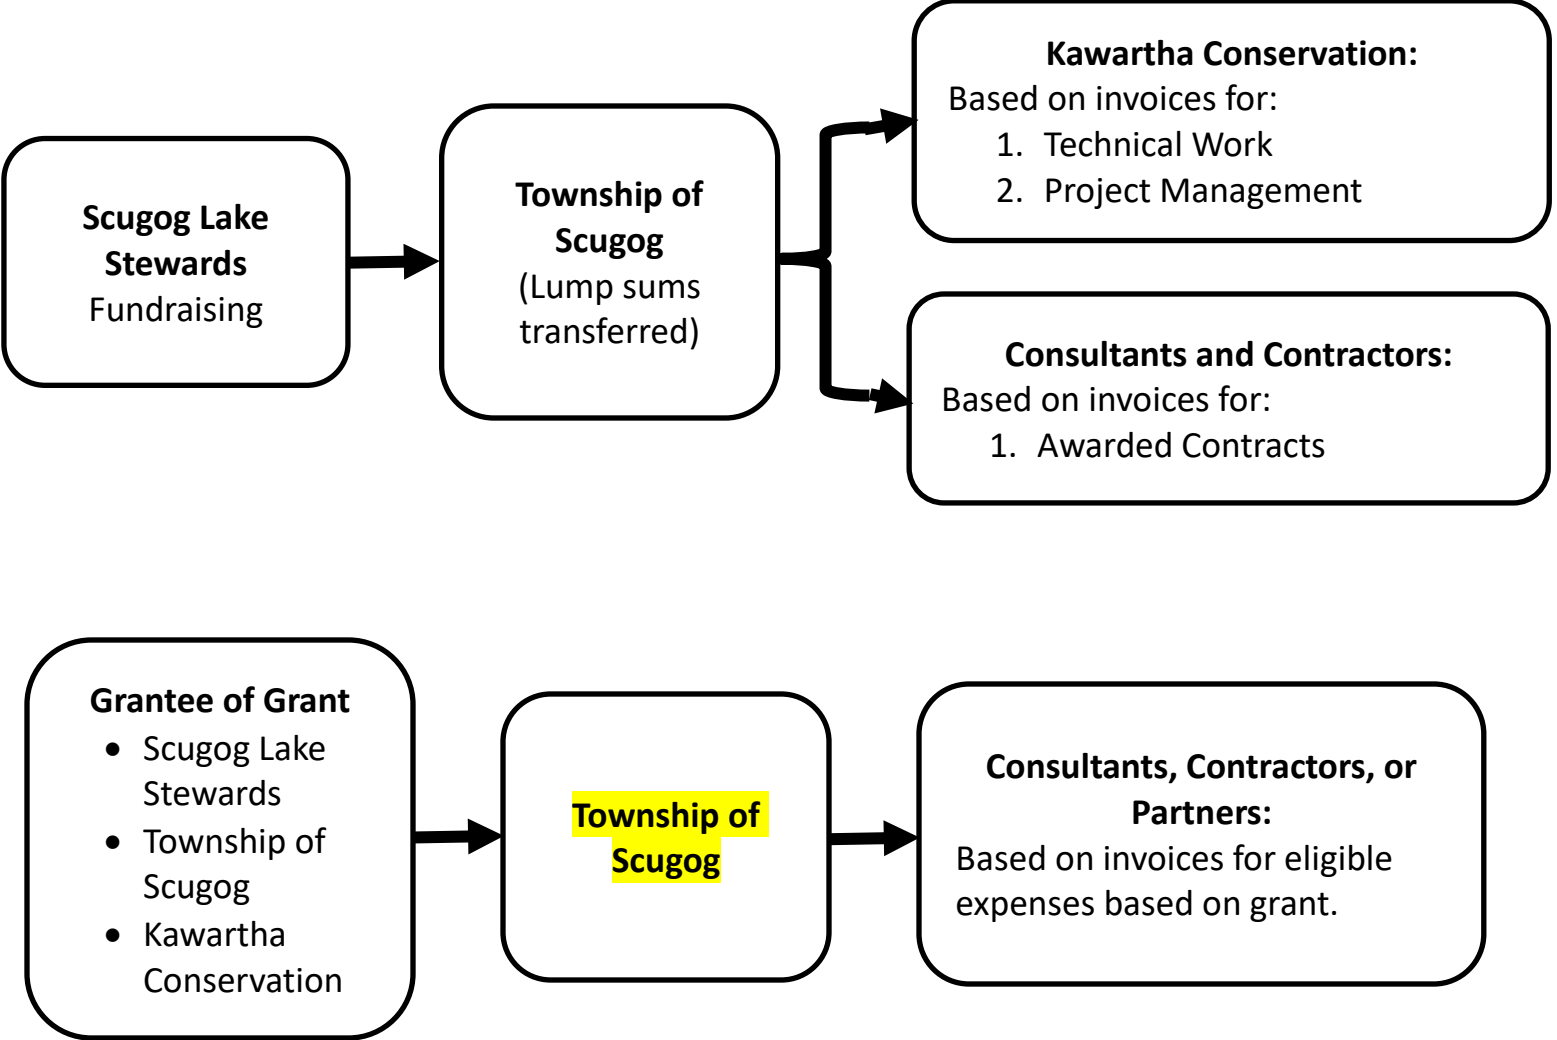 Scugog Lake
Stewards
Fundraising
Township of
Scugog
(Lump sums
transferred)
Kawartha Conservation:
Based on invoices for:
1. Technical Work
2. Project Management
Consultants and Contractors:
Based on invoices for:
1. Awarded Contracts
Grantee of Grant
• Scugog Lake
Stewards
• Township of
Scugog
• Kawartha
Conservation
Township of
Scugog
Consultants, Contractors, or
Partners:
Based on invoices for eligible
expenses based on grant.